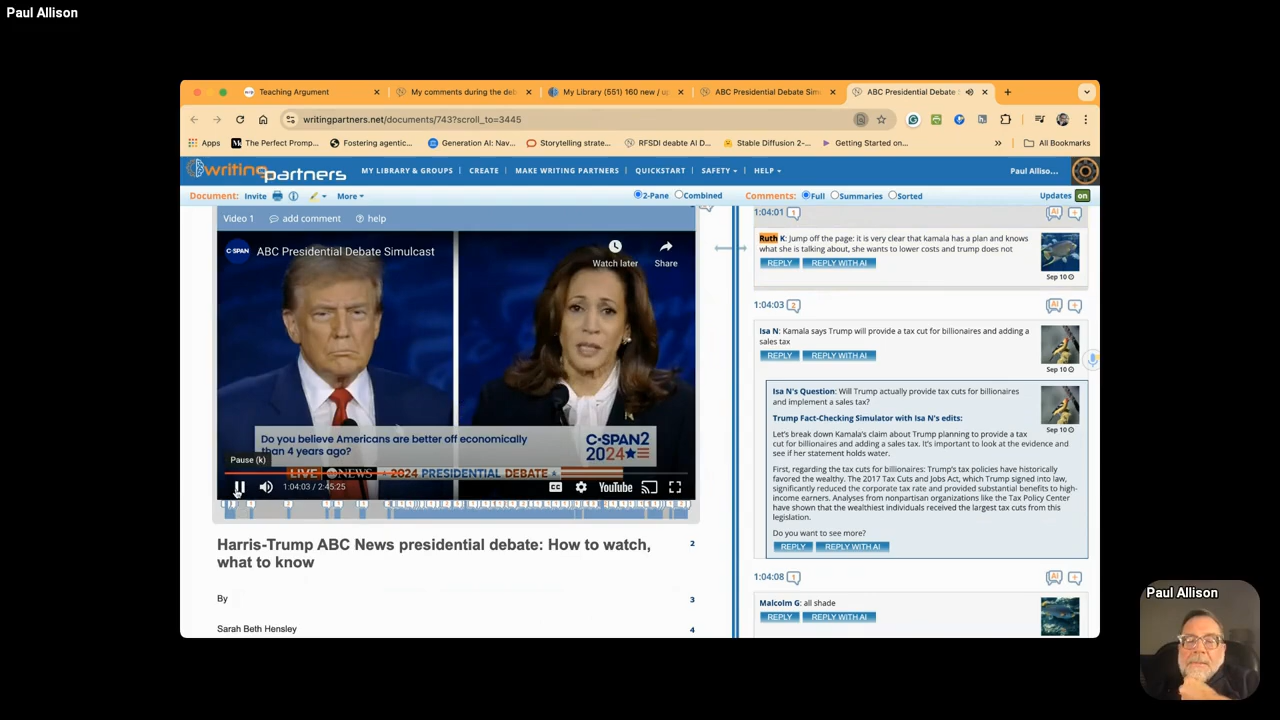 Paul Allison
Teaching Argument
My comments during the deb
My Library (551) 160 new / u
ABC Presidential Debate Sim
ABC Presidential Debate
writingpartners.net/documents/743?scroll_to=3445
Apps
The Perfect Promp...
Fostering agentic...
Generation AI: Nav...
Storytelling strate...
RFSDI deabte AI D...
Stable Diffusion 2-...
Getting Started on...
All Bookmarks
writing partners
MY LIBRARY & GROUPS
CREATE
MAKE WRITING PARTNERS
QUICKSTART
SAFETY
HELP
Paul Alliso...
Document:
Invite
More
2-Pane
Combined
Comments:
Full
Summaries
Sorted
Updates
on
Video 1
add comment
help
C-SPAN
ABC Presidential Debate Simulcast
Watch later
Share
Do you believe Americans are better off economically
than 4 years ago?
C-SPAN2
2024
Pause (k)
LIVE
abc NEWS
2024 PRESIDENTIAL DEBATE
1:04:03 / 2:45:25
CC
YouTube
Harris-Trump ABC News presidential debate: How to watch,
what to know
2
By
3
Sarah Beth Hensley
4
1:04:01
1
AI
+
Ruth K: Jump off the page: it is very clear that kamala has a plan and knows
what she is talking about, she wants to lower costs and trump does not
REPLY
REPLY WITH AI
Sep 10
1:04:03
2
AI
+
Isa N: Kamala says Trump will provide a tax cut for billionaires and adding a
sales tax
REPLY
REPLY WITH AI
Sep 10
Isa N's Question: Will Trump actually provide tax cuts for billionaires
and implement a sales tax?
Trump Fact-Checking Simulator with Isa N's edits:
Sep 10
Let's break down Kamala's claim about Trump planning to provide a tax
cut for billionaires and adding a sales tax. It's important to look at the evidence and
see if her statement holds water.
First, regarding the tax cuts for billionaires: Trump's tax policies have historically
favored the wealthy. The 2017 Tax Cuts and Jobs Act, which Trump signed into law,
significantly reduced the corporate tax rate and provided substantial benefits to high-
income earners. Analyses from nonpartisan organizations like the Tax Policy Center
have shown that the wealthiest individuals received the largest tax cuts from this
legislation.
Do you want to see more?
REPLY
REPLY WITH AI
1:04:08
1
AI
+
Malcolm G: all shade
REPLY
REPLY WITH AI
Paul Allison